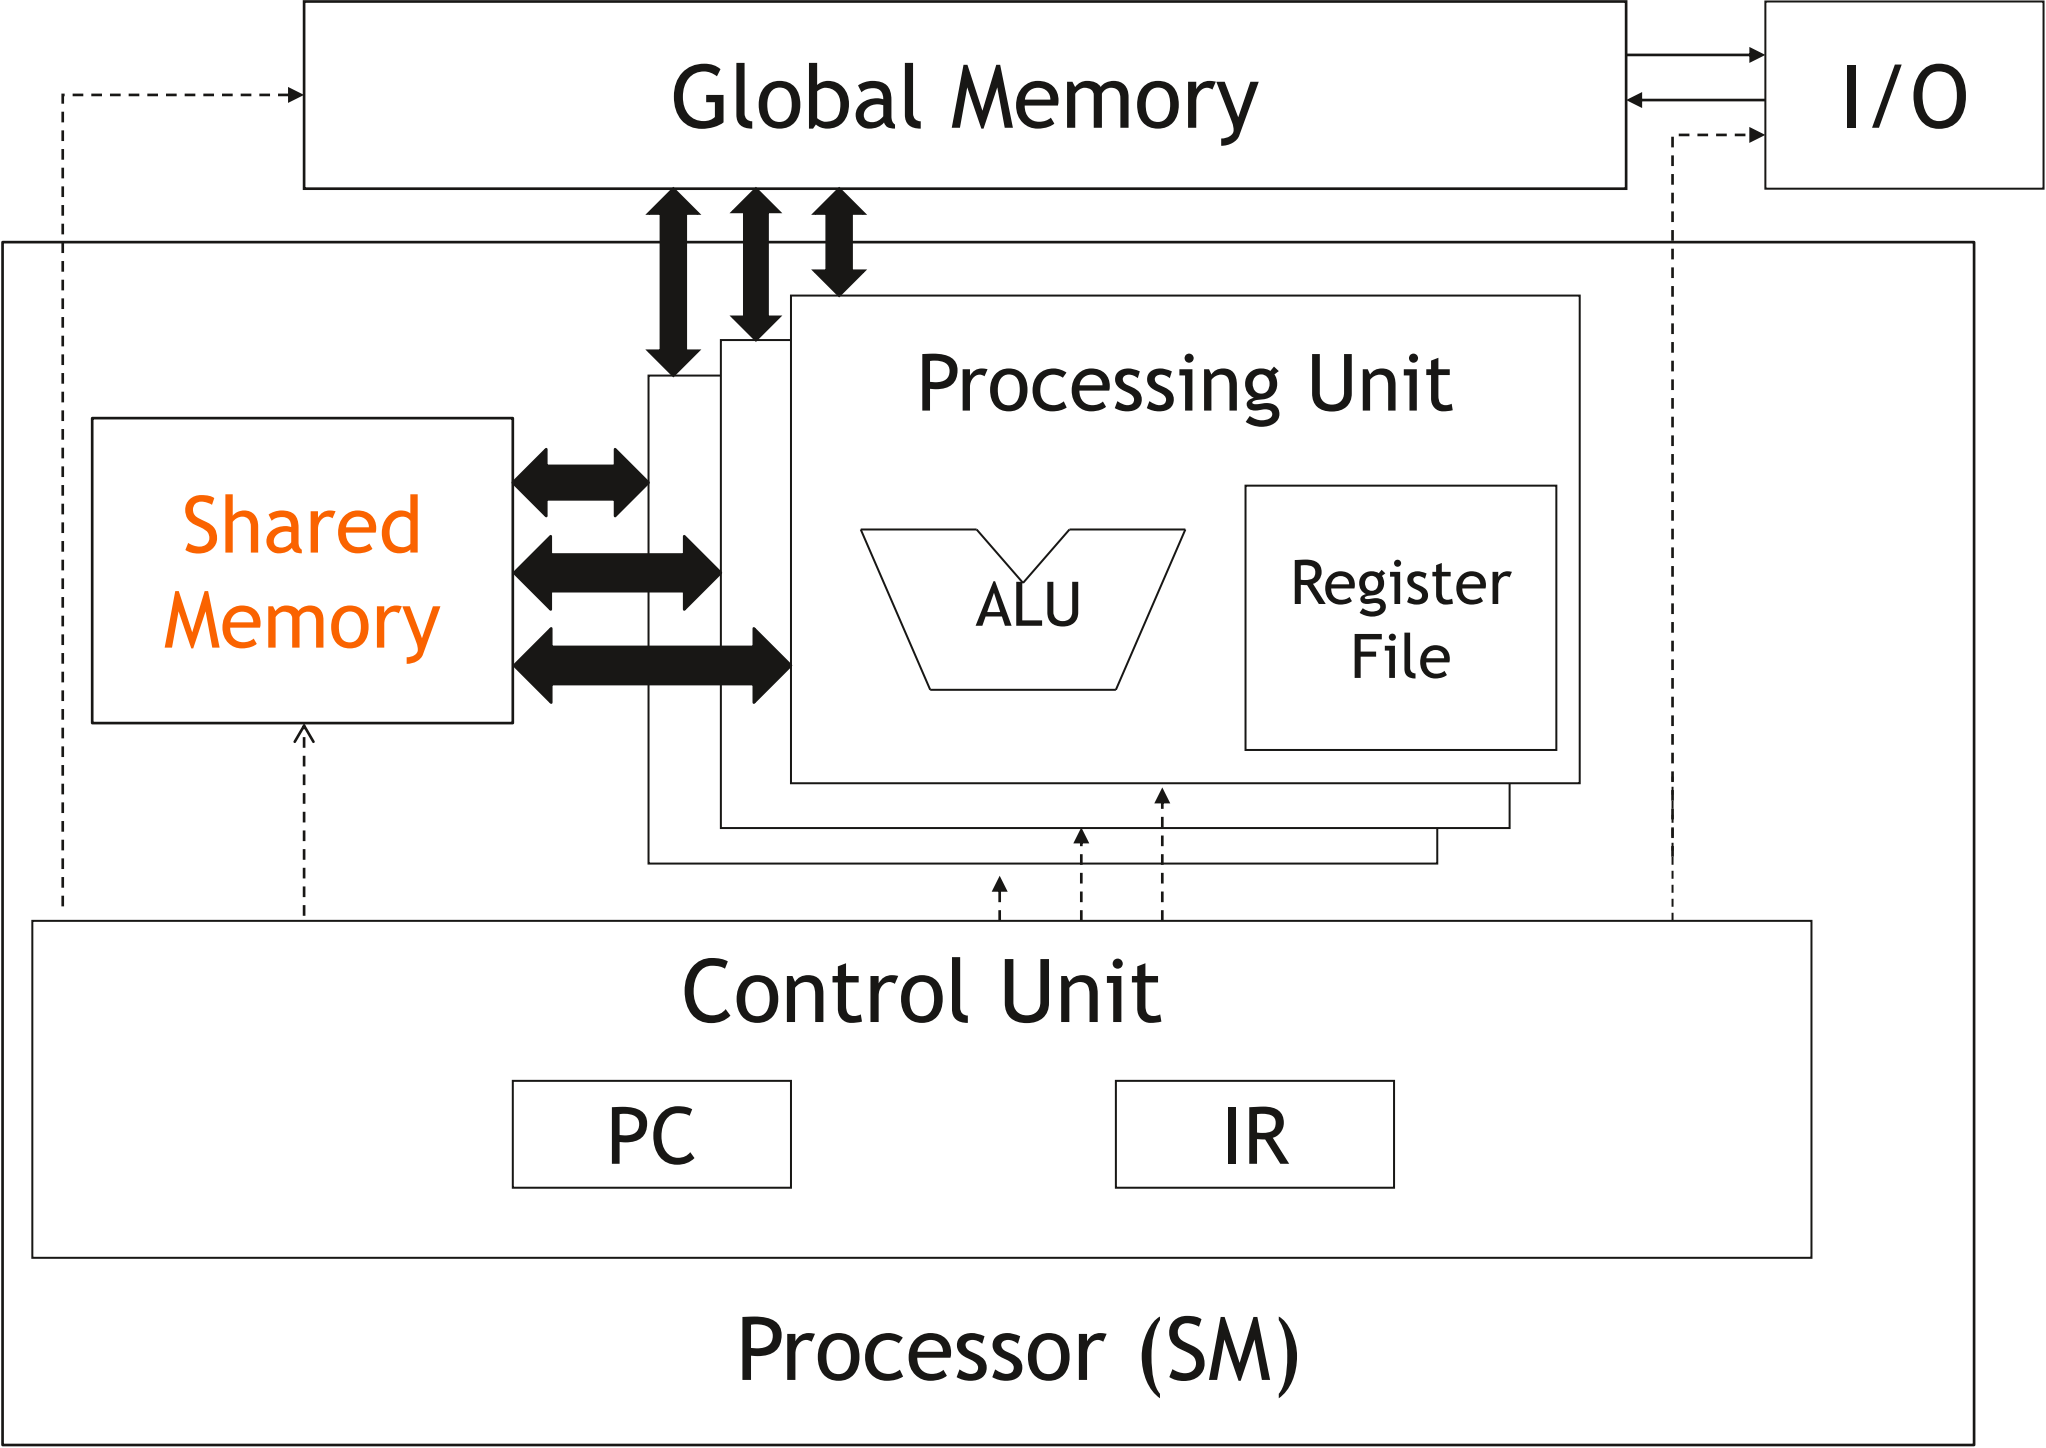 Global Memory
I/O
Processing Unit
Shared
Memory
ALU
Register
File
Control Unit
PC
IR
Processor (SM)